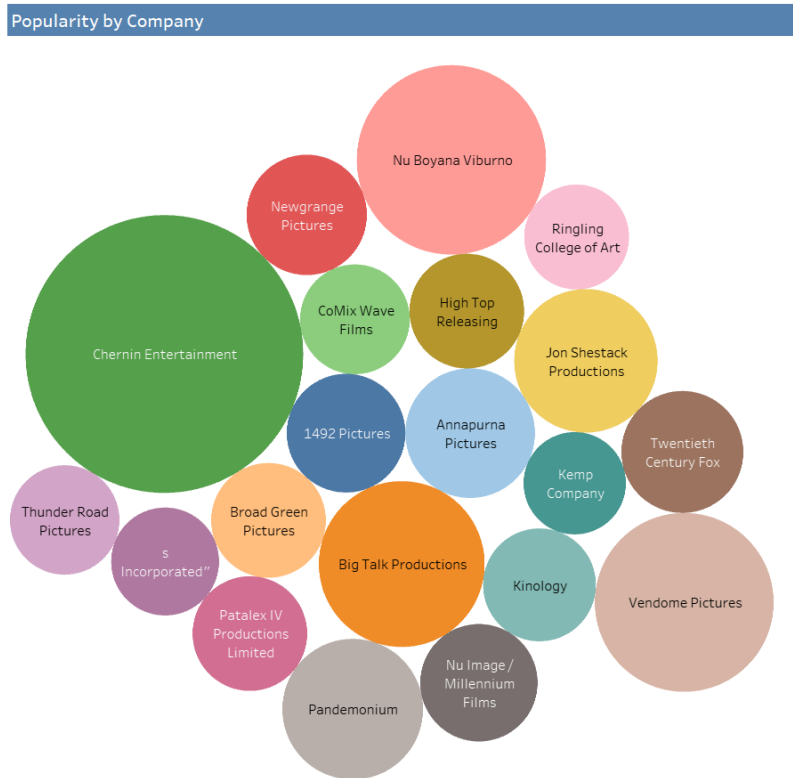 Popularity by Company
Nu Boyana Viburno
Newgrange
Pictures
Ringling
College of Art
CoMix Wave
Films
High Top
Releasing
Chernin Entertainment
Jon Shestack
Productions
1492 Pictures
Annapurna
Pictures
Twentieth
Century Fox
Kemp
Company
Thunder Road
Pictures
Broad Green
Pictures
s
Incorporated”
Big Talk Productions
Kinology
Vendome Pictures
Patalex IV
Productions
Limited
Nu Image /
Millennium
Films
Pandemonium